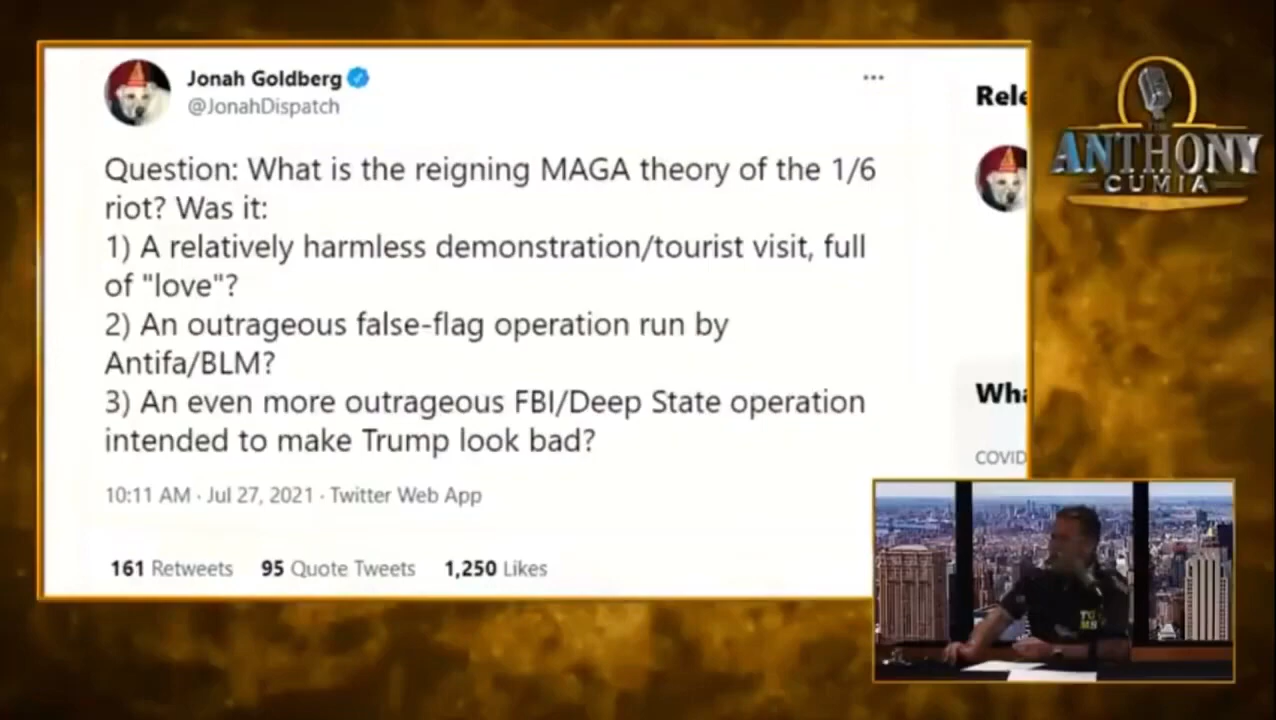 Jonah Goldberg
@JonahDispatch
...
Question: What is the reigning MAGA theory of the 1/6
riot? Was it:
1) A relatively harmless demonstration/tourist visit, full
of "love"?
2) An outrageous false-flag operation run by
Antifa/BLM?
3) An even more outrageous FBI/Deep State operation
intended to make Trump look bad?
10:11 AM · Jul 27, 2021 · Twitter Web App
161 Retweets 95 Quote Tweets 1,250 Likes
Rele
Wha
COVID
ANTHONY
CUMIA